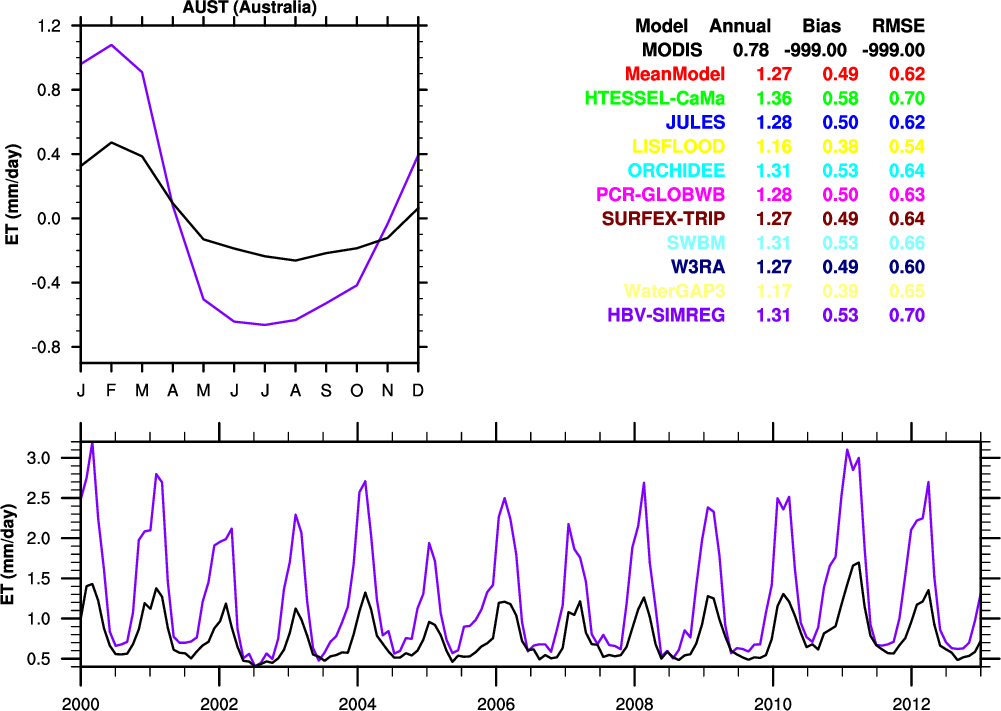 AUST (Australia)
1.2
0.8
0.4
0.0
-0.4
-0.8
ET (mm/day)
J F M A M J J A S O N D
Model Annual Bias RMSE
MODIS 0.78 -999.00 -999.00
MeanModel 1.27 0.49 0.62
HTESSEL-CaMa 1.36 0.58 0.70
JULES 1.28 0.50 0.62
LISFLOOD 1.16 0.38 0.54
ORCHIDEE 1.31 0.53 0.64
PCR-GLOBWB 1.28 0.50 0.63
SURFEX-TRIP 1.27 0.49 0.64
SWBM 1.31 0.53 0.66
W3RA 1.27 0.49 0.60
WaterGAP3 1.17 0.39 0.65
HBV-SIMREG 1.31 0.53 0.70
3.0
2.5
2.0
1.5
1.0
0.5
ET (mm/day)
2000 2002 2004 2006 2008 2010 2012